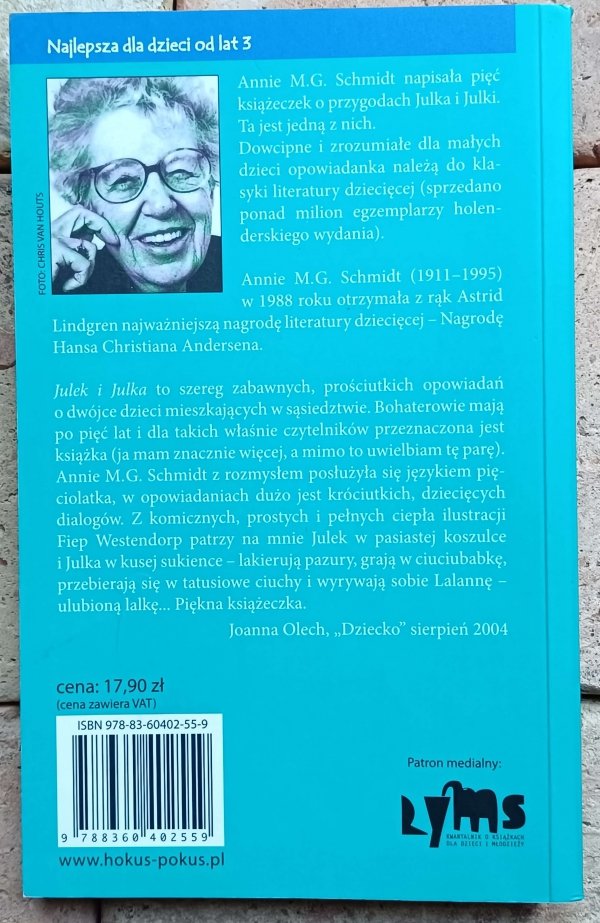 Najlepsza dla dzieci od lat 3
Annie M.G. Schmidt napisała pięć
książeczek o przygodach Julka i Julki.
Ta jest jedną z nich.
Dowcipne i zrozumiałe dla małych
dzieci opowiadanka należą do kla-
syki literatury dziecięcej (sprzedano
ponad milion egzemplarzy holen-
derskiego wydania).
FOTO: CHRIS VAN HOUTS
Annie M.G. Schmidt (1911–1995)
w 1988 roku otrzymała z rąk Astrid
Lindgren najważniejszą nagrodę literatury dziecięcej – Nagrodę
Hansa Christiana Andersena.
Julek i Julka to szereg zabawnych, prościutkich opowiadań
o dwójce dzieci mieszkających w sąsiedztwie. Bohaterowie mają
po pięć lat i dla takich właśnie czytelników przeznaczona jest
książka (ja mam znacznie więcej, a mimo to uwielbiam tę parę).
Annie M.G. Schmidt z rozmysłem posłużyła się językiem pię-
ciolatka, w opowiadaniach dużo jest króciutkich, dziecięcych
dialogów. Z komicznych, prostych i pełnych ciepła ilustracji
Fiep Westendorp patrzy na mnie Julek w pasiastej koszulce
i Julka w kusej sukience – lakierują pazury, grają w ciuciubabkę,
przebierają się w tatusiowe ciuchy i wyrywają sobie Lalannę –
ulubioną lalkę... Piękna książeczka.
Joanna Olech, „Dziecko” sierpień 2004
cena: 17,90 zł
(cena zawiera VAT)
ISBN 978-83-60402-55-9
9 788360 402559
www.hokus-pokus.pl
Patron medialny:
ryms
KWARTALNIK O KSIĄŻKACH
DLA DZIECI I MŁODZIEŻY